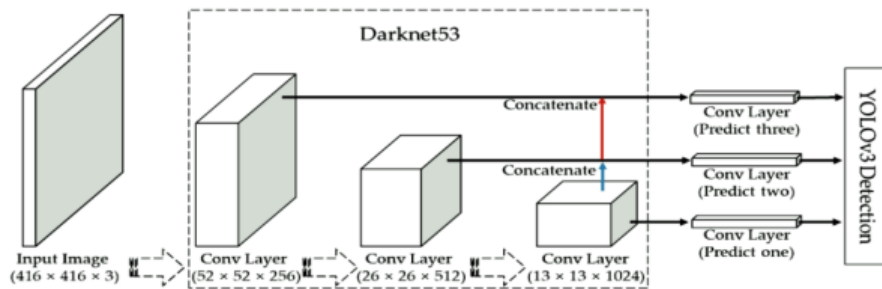 Darknet53
Concatenate
Conv Layer
(Predict three)
Concatenate
Conv Layer
(Predict two)
Conv Layer
(Predict one)
YOLOv3 Detection
Input Image
(416 × 416 × 3)
Conv Layer
(52 × 52 × 256)
Conv Layer
(26 × 26 × 512)
Conv Layer
(13 × 13 × 1024)